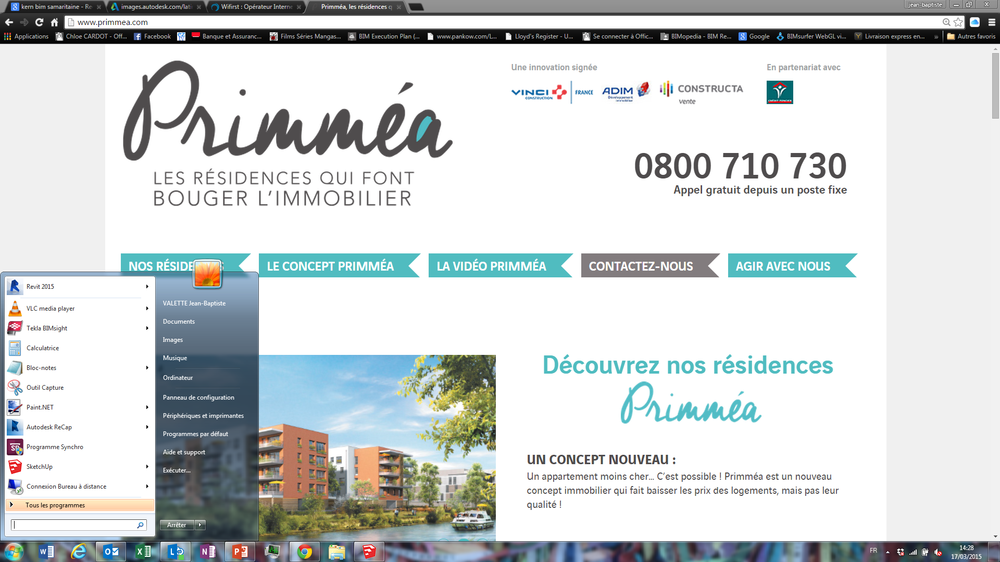 kern bim samaritaine - Re
images.autodesk.com/lati
Wifirst : Opérateur Interne
Primméa, les résidences q
jean-baptiste
www.primmea.com
Applications
Chloe CARDOT - Off...
Facebook
Banque et Assuranc...
Films Séries Mangas...
BIM Execution Plan (...
www.pankow.com/L...
Lloyd's Register - U...
Se connecter à Offic...
BIMopedia - BIM Re...
Google
BIMsurfer WebGL vi...
Livraison express en...
»
Autres favoris
Primméa
LES RÉSIDENCES QUI FONT
BOUGER L'IMMOBILIER
Une innovation signée
En partenariat avec
VINCI
CONSTRUCTION
FRANCE
ADIM
Développement
immobilier
CONSTRUCTA
vente
CRÉDIT FONCIER
0800 710 730
Appel gratuit depuis un poste fixe
NOS RÉSIDE
LE CONCEPT PRIMMÉA
LA VIDÉO PRIMMÉA
CONTACTEZ-NOUS
AGIR AVEC NOUS
Revit 2015
VLC media player
Tekla BIMsight
Calculatrice
Bloc-notes
Outil Capture
Paint.NET
Autodesk ReCap
Programme Synchro
SketchUp
Connexion Bureau à distance
Tous les programmes
VALETTE Jean-Baptiste
Documents
Images
Musique
Ordinateur
Panneau de configuration
Périphériques et imprimantes
Programmes par défaut
Aide et support
Exécuter...
Arrêter
Découvrez nos résidences
Primméa
UN CONCEPT NOUVEAU :
Un appartement moins cher... C'est possible ! Primméa est un nouveau
concept immobilier qui fait baisser les prix des logements, mais pas leur
qualité !
FR
14:28
17/03/2015